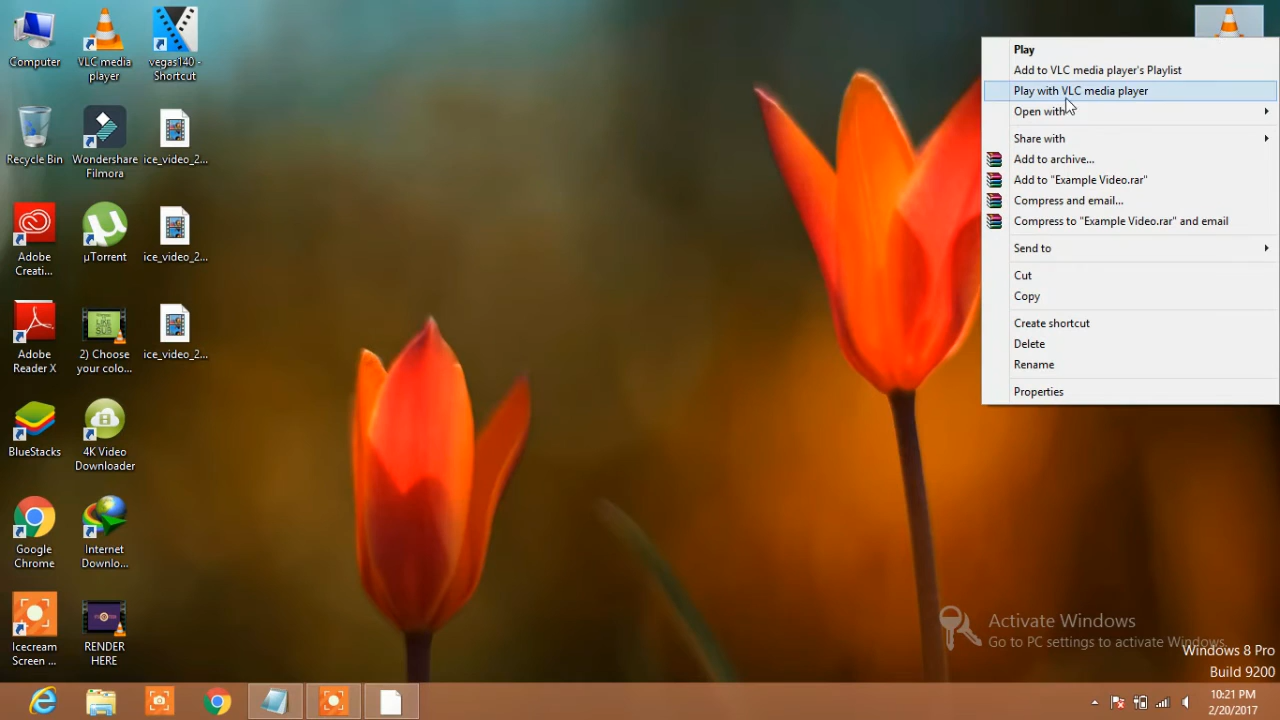 Computer
VLC media
player
vegas140 -
Shortcut
Recycle Bin
Wondershare
Filmora
ice_video_2...
Adobe
Creati...
µTorrent
ice_video_2...
Adobe
Reader X
2) Choose
your colo...
ice_video_2...
BlueStacks
4K Video
Downloader
Google
Chrome
Internet
Downlo...
Icecream
Screen ...
RENDER
HERE
Play
Add to VLC media player's Playlist
Play with VLC media player
Open with
Share with
Add to archive...
Add to "Example Video.rar"
Compress and email...
Compress to "Example Video.rar" and email
Send to
Cut
Copy
Create shortcut
Delete
Rename
Properties
Activate Windows
Go to PC settings to activate Windows.
Windows 8 Pro
Build 9200
10:21 PM
2/20/2017